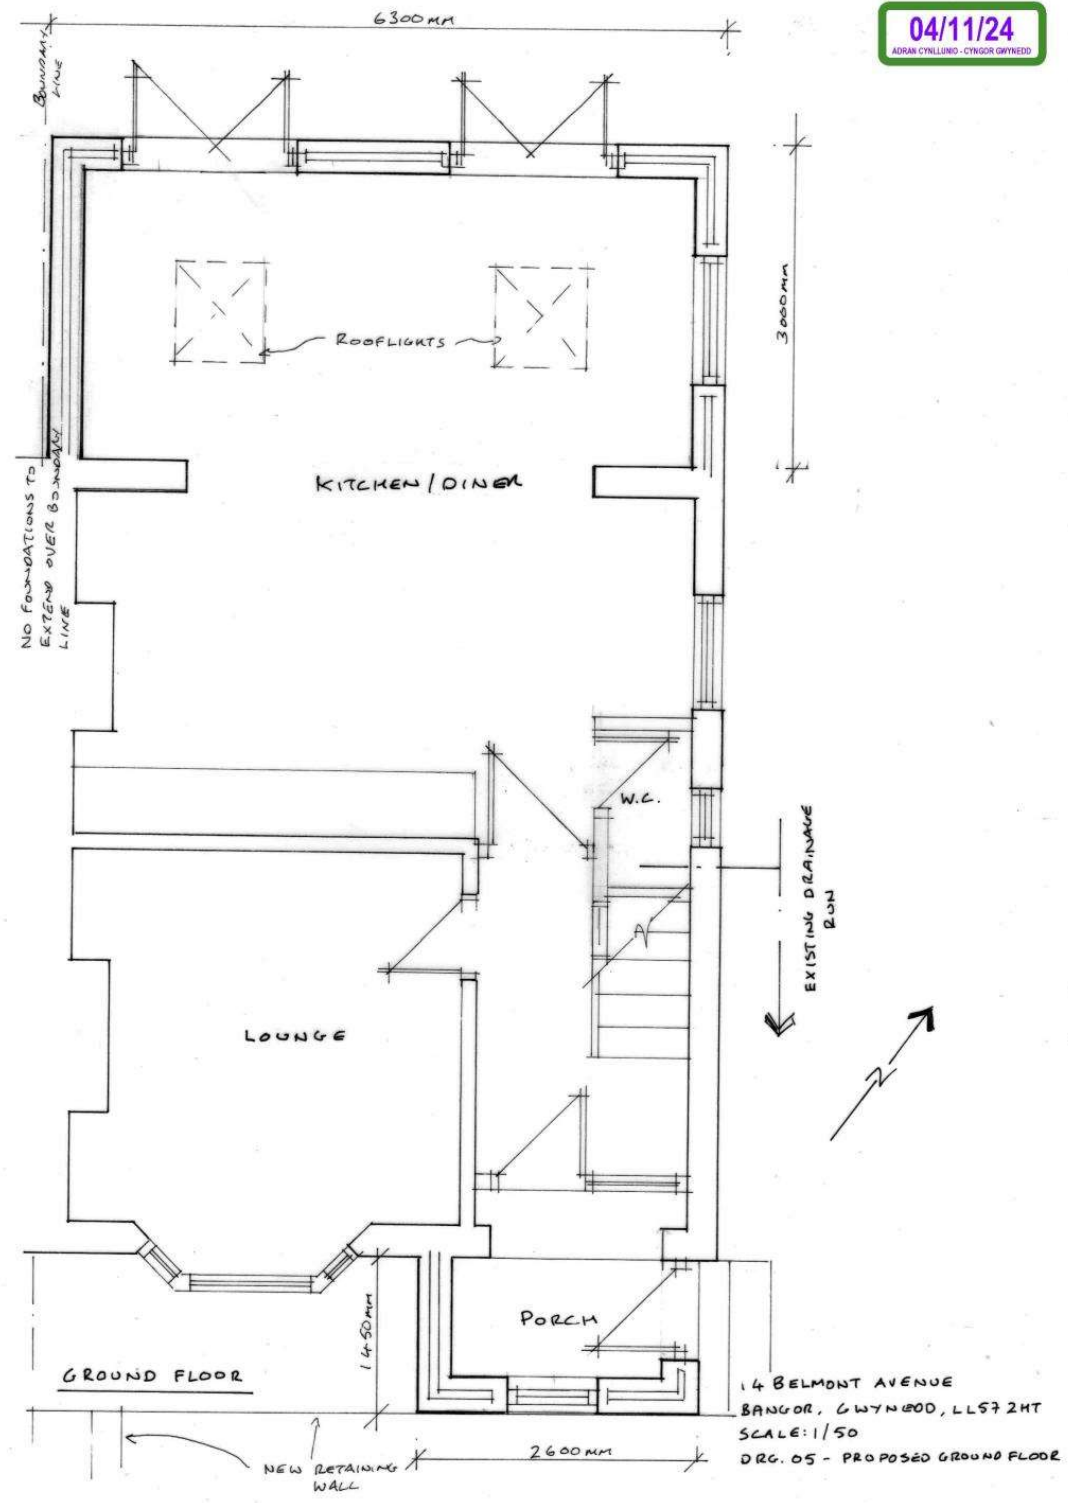 6300MM
04/11/24
ADRAN CYNLLUNIO - CYNGOR GWYNEDD
BOUNDARY
LINE
3000MM
ROOFLIGHTS
KITCHEN/DINER
NO FOUNDATIONS TO
EXTEND OVER BOUNDARY
LINE
W.C.
EXISTING DRAINAGE
RUN
LOUNGE
N
1450MM
PORCH
GROUND FLOOR
14 BELMONT AVENUE
BANGOR, GWYNEDD, LL57 2HT
SCALE: 1/50
DRG. 05 - PROPOSED GROUND FLOOR
2600MM
NEW RETAINING
WALL